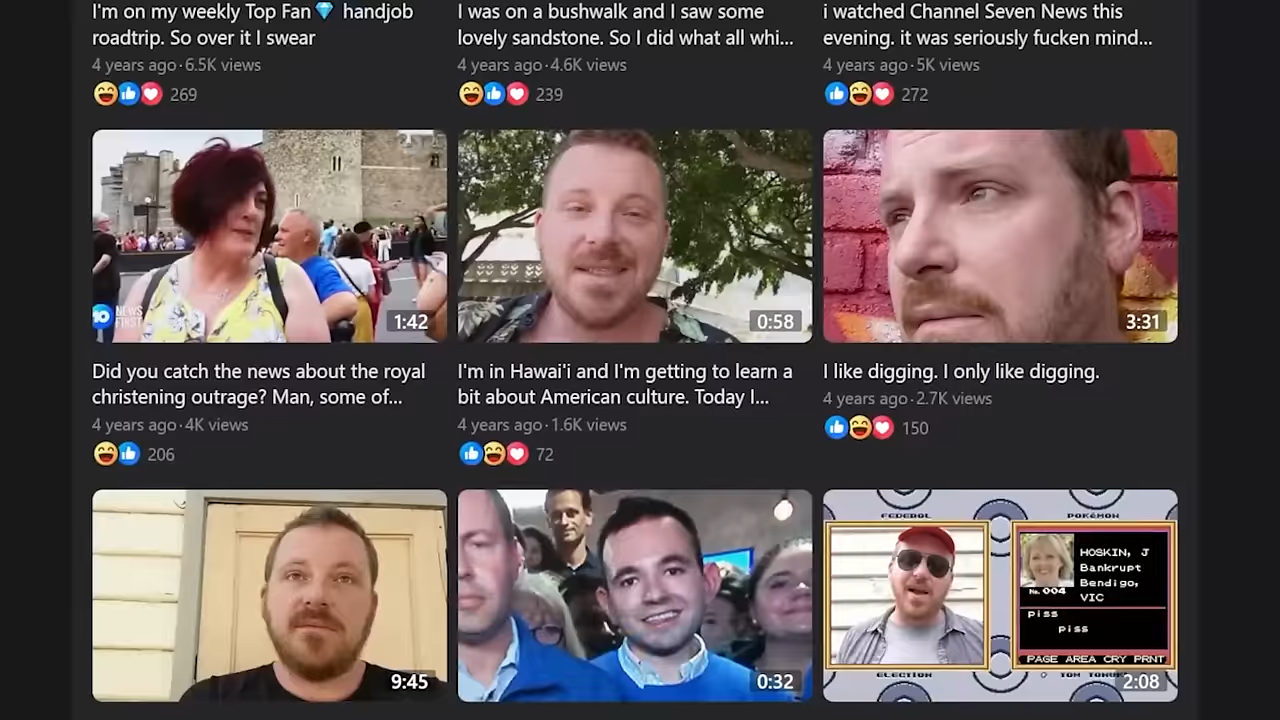 I'm on my weekly Top Fan💎 handjob
roadtrip. So over it I swear
4 years ago · 6.5K views
269
I was on a bushwalk and I saw some
lovely sandstone. So I did what all whi...
4 years ago · 4.6K views
239
i watched Channel Seven News this
evening. it was seriously fucken mind...
4 years ago · 5K views
272
10 NEWS
FIRST
1:42
Did you catch the news about the royal
christening outrage? Man, some of...
4 years ago · 4K views
206
0:58
I'm in Hawai'i and I'm getting to learn a
bit about American culture. Today I...
4 years ago · 1.6K views
72
3:31
I like digging. I only like digging.
4 years ago · 2.7K views
150
9:45
0:32
FEDERAL
POKéMON
HOSKIN, J
Bankrupt
Bendigo,
VIC
No. 004
piss
piss
PAGE AREA CRY PRNT
ELECTION
2:08